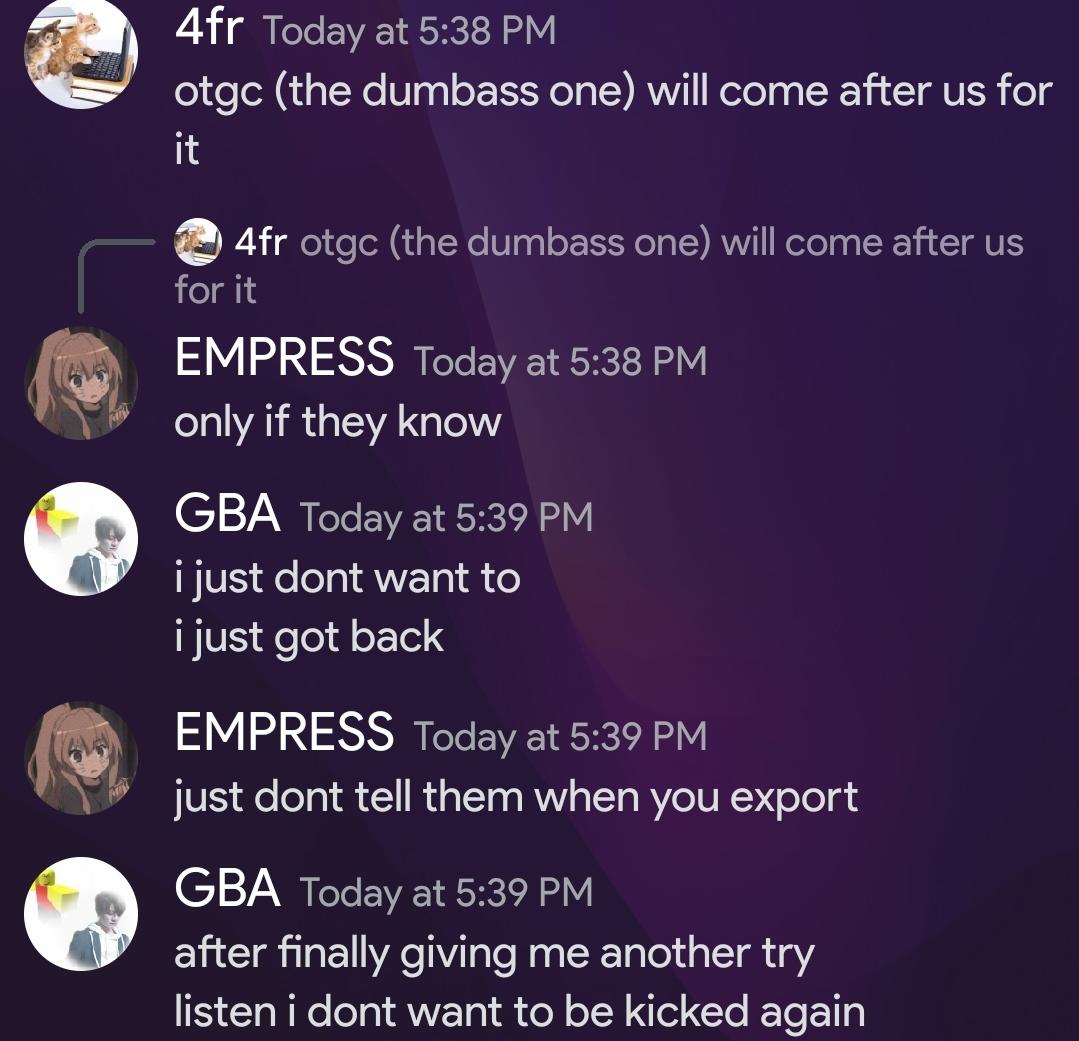 4fr Today at 5:38 PM
otgc (the dumbass one) will come after us for
it
4fr otgc (the dumbass one) will come after us
for it
EMPRESS Today at 5:38 PM
only if they know
GBA Today at 5:39 PM
i just dont want to
i just got back
EMPRESS Today at 5:39 PM
just dont tell them when you export
GBA Today at 5:39 PM
after finally giving me another try
listen i dont want to be kicked again